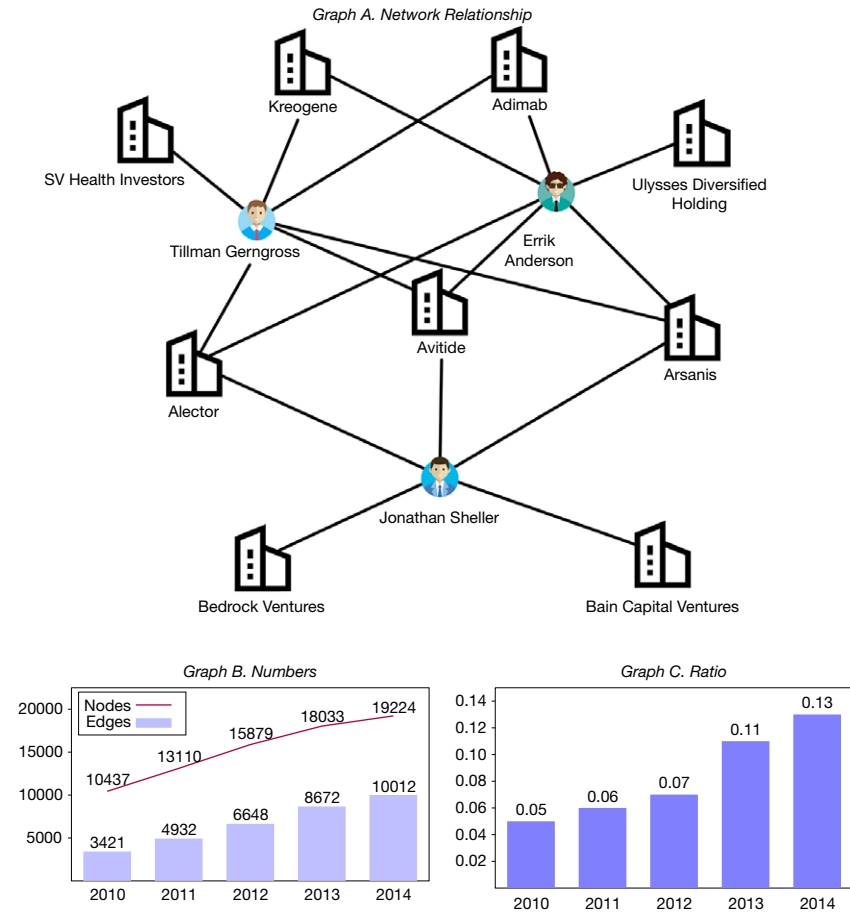 Graph A. Network Relationship
Kreogene
Adimab
SV Health Investors
Ulysses Diversified
Holding
Tillman Gerngross
Errik
Anderson
Avitide
Arsanis
Alector
Jonathan Sheller
Bedrock Ventures
Bain Capital Ventures
Graph B. Numbers
Nodes
Edges
20000
15000
10000
5000
10437
13110
15879
18033
19224
3421
4932
6648
8672
10012
2010
2011
2012
2013
2014
Graph C. Ratio
0.14
0.12
0.10
0.08
0.06
0.04
0.02
0.05
0.06
0.07
0.11
0.13
2010
2011
2012
2013
2014